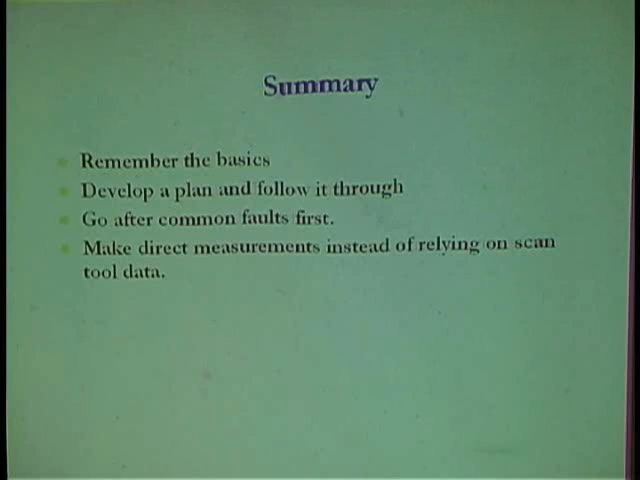 Summary
Remember the basics
Develop a plan and follow it through
Go after common faults first.
Make direct measurements instead of relying on scan
tool data.